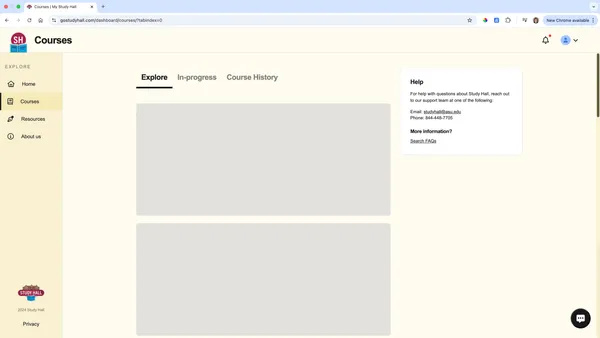 Courses | My Study Hall
gostudyhall.com/dashboard/courses/?tabIndex=0
New Chrome available
SH
Courses
EXPLORE
Home
Courses
Resources
About us
Explore
In-progress
Course History
Help
For help with questions about Study Hall, reach out
to our support team at one of the following:
Email: studyhall@asu.edu
Phone: 844-448-7705
More information?
Search FAQs
STUDY HALL
2024 Study Hall
Privacy